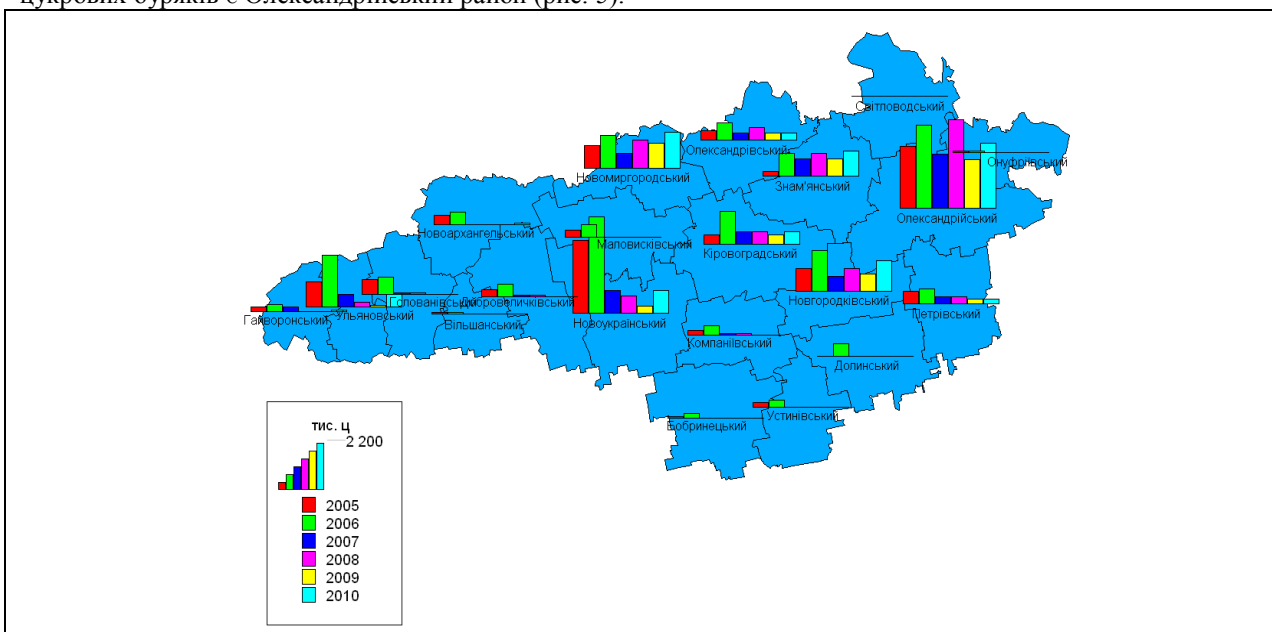 цукрових буряків є Олександрійський район (рис. 3).
Світловодський
Олександрівський
Онуфріївський
Новомиргородський
Знам'янський
Олександрійський
Новоархангельський
Маловисківський
Кіровоградський
Голованівський
Добровеличківський
Новгородківський
Гайворонський
Ульяновський
Вільшанський
Новоукраїнський
Петрівський
Компаніївський
Долинський
Бобринецький
Устинівський
тис. ц
2 200
2005
2006
2007
2008
2009
2010